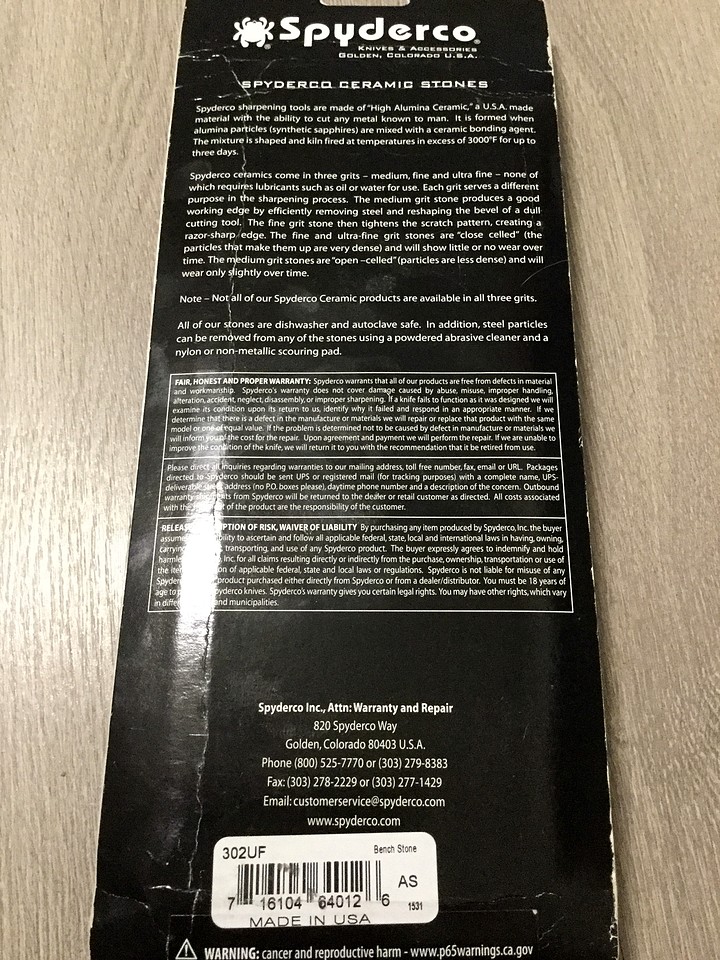 Spyderco®
KNIVES & ACCESSORIES
GOLDEN, COLORADO U.S.A.
SPYDERCO CERAMIC STONES
Spyderco sharpening tools are made of "High Alumina Ceramic," a U.S.A. made
material with the ability to cut any metal known to man. It is formed when
alumina particles (synthetic sapphires) are mixed with a ceramic bonding agent.
The mixture is shaped and kiln fired at temperatures in excess of 3000°F for up to
three days.
Spyderco ceramics come in three grits – medium, fine and ultra fine – none of
which requires lubricants such as oil or water for use. Each grit serves a different
purpose in the sharpening process. The medium grit stone produces a good
working edge by efficiently removing steel and reshaping the bevel of a dull
cutting tool. The fine grit stone then tightens the scratch pattern, creating a
razor-sharp edge. The fine and ultra-fine grit stones are "close celled" (the
particles that make them up are very dense) and will show little or no wear over
time. The medium grit stones are "open –celled" (particles are less dense) and will
wear only slightly over time.
Note – Not all of our Spyderco Ceramic products are available in all three grits.
All of our stones are dishwasher and autoclave safe. In addition, steel particles
can be removed from any of the stones using a powdered abrasive cleaner and a
nylon or non-metallic scouring pad.
FAIR, HONEST AND PROPER WARRANTY: Spyderco warrants that all of our products are free from defects in material
and workmanship. Spyderco's warranty does not cover damage caused by abuse, misuse, improper handling,
alteration, accident, neglect, disassembly, or improper sharpening. If a knife fails to function as it was designed we will
examine its condition upon its return to us, identify why it failed and respond in an appropriate manner. If we
determine that there is a defect in the manufacture or materials we will repair or replace that product with the same
model or one of equal value. If the problem is determined not to be caused by defect in manufacture or materials we
will inform you of the cost for the repair. Upon agreement and payment we will perform the repair. If we are unable to
improve the condition of the knife, we will return it to you with the recommendation that it be retired from use.
Please direct all inquiries regarding warranties to our mailing address, toll free number, fax, email or URL. Packages
directed to Spyderco should be sent UPS or registered mail (for tracking purposes) with a complete name, UPS-
deliverable street address (no P.O. boxes please), daytime phone number and a description of the concern. Outbound
warranty from Spyderco will be returned to the dealer or retail customer as directed. All costs associated
with the of the product are the responsibility of the customer.
RELEASE, OF RISK, WAIVER OF LIABILITY By purchasing any item produced by Spyderco, Inc. the buyer
to ascertain and follow all applicable federal, state, local and international laws in having, owning,
carrying, transporting, and use of any Spyderco product. The buyer expressly agrees to indemnify and hold
Inc. for all claims resulting directly or indirectly from the purchase, ownership, transportation or use of
the of applicable federal, state and local laws or regulations. Spyderco is not liable for misuse of any
product purchased either directly from Spyderco or from a dealer/distributor. You must be 18 years of
age to Spyderco knives. Spyderco's warranty gives you certain legal rights. You may have other rights, which vary
in and municipalities.
Spyderco Inc., Attn: Warranty and Repair
820 Spyderco Way
Golden, Colorado 80403 U.S.A.
Phone (800) 525-7770 or (303) 279-8383
Fax: (303) 278-2229 or (303) 277-1429
Email: customerservice@spyderco.com
www.spyderco.com
302UF Bench Stone
AS
7 16104 64012 6 1531
MADE IN USA
WARNING: cancer and reproductive harm - www.p65warnings.ca.gov